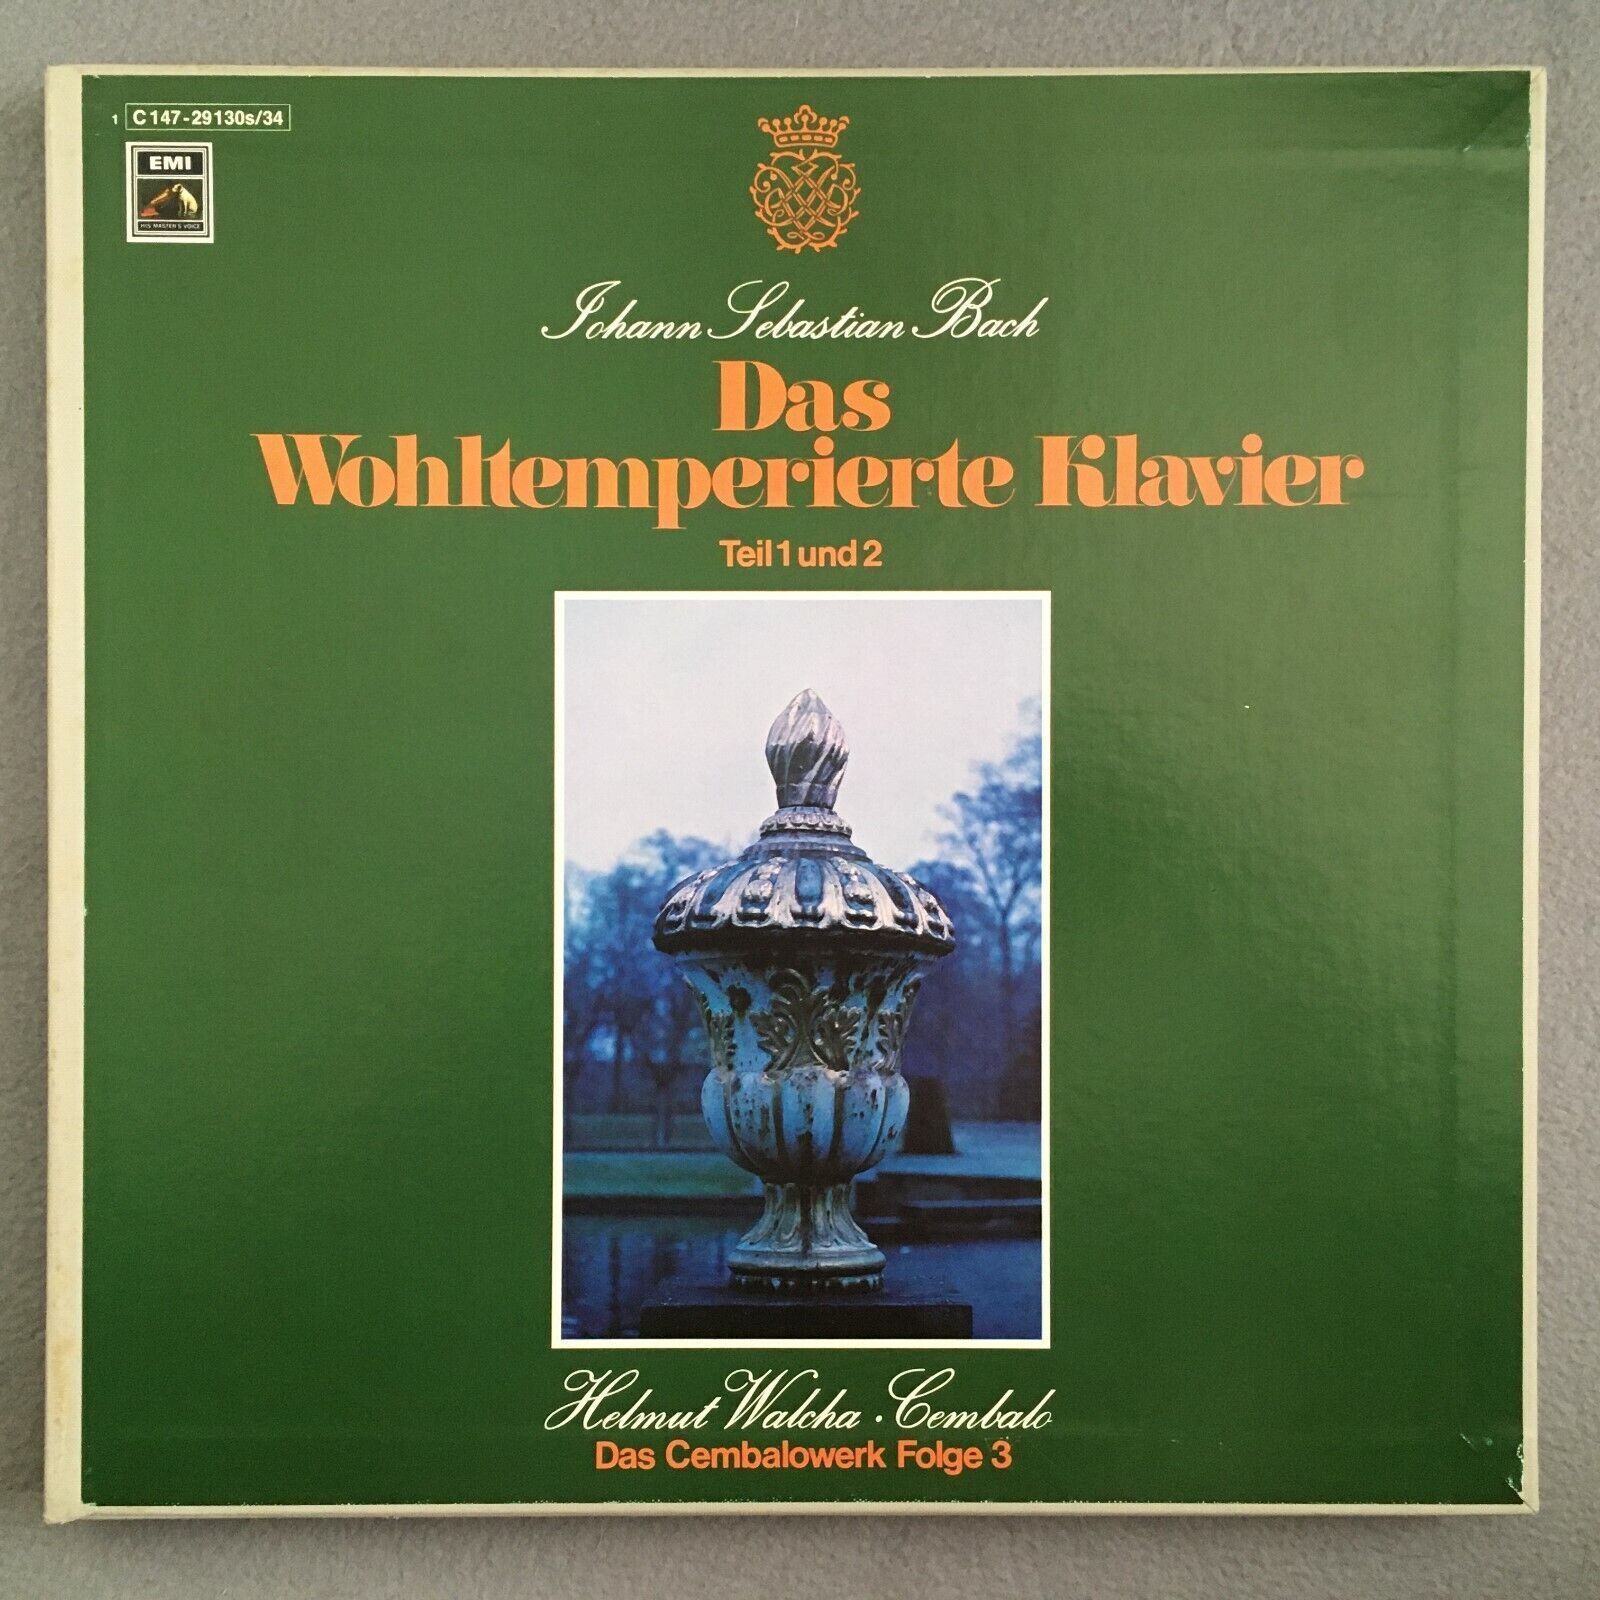 1 C 147-29130s/34
EMI
HIS MASTER'S VOICE
Johann Sebastian Bach
Das
Wohltemperierte Klavier
Teil 1 und 2
Helmut Walcha · Cembalo
Das Cembalowerk Folge 3